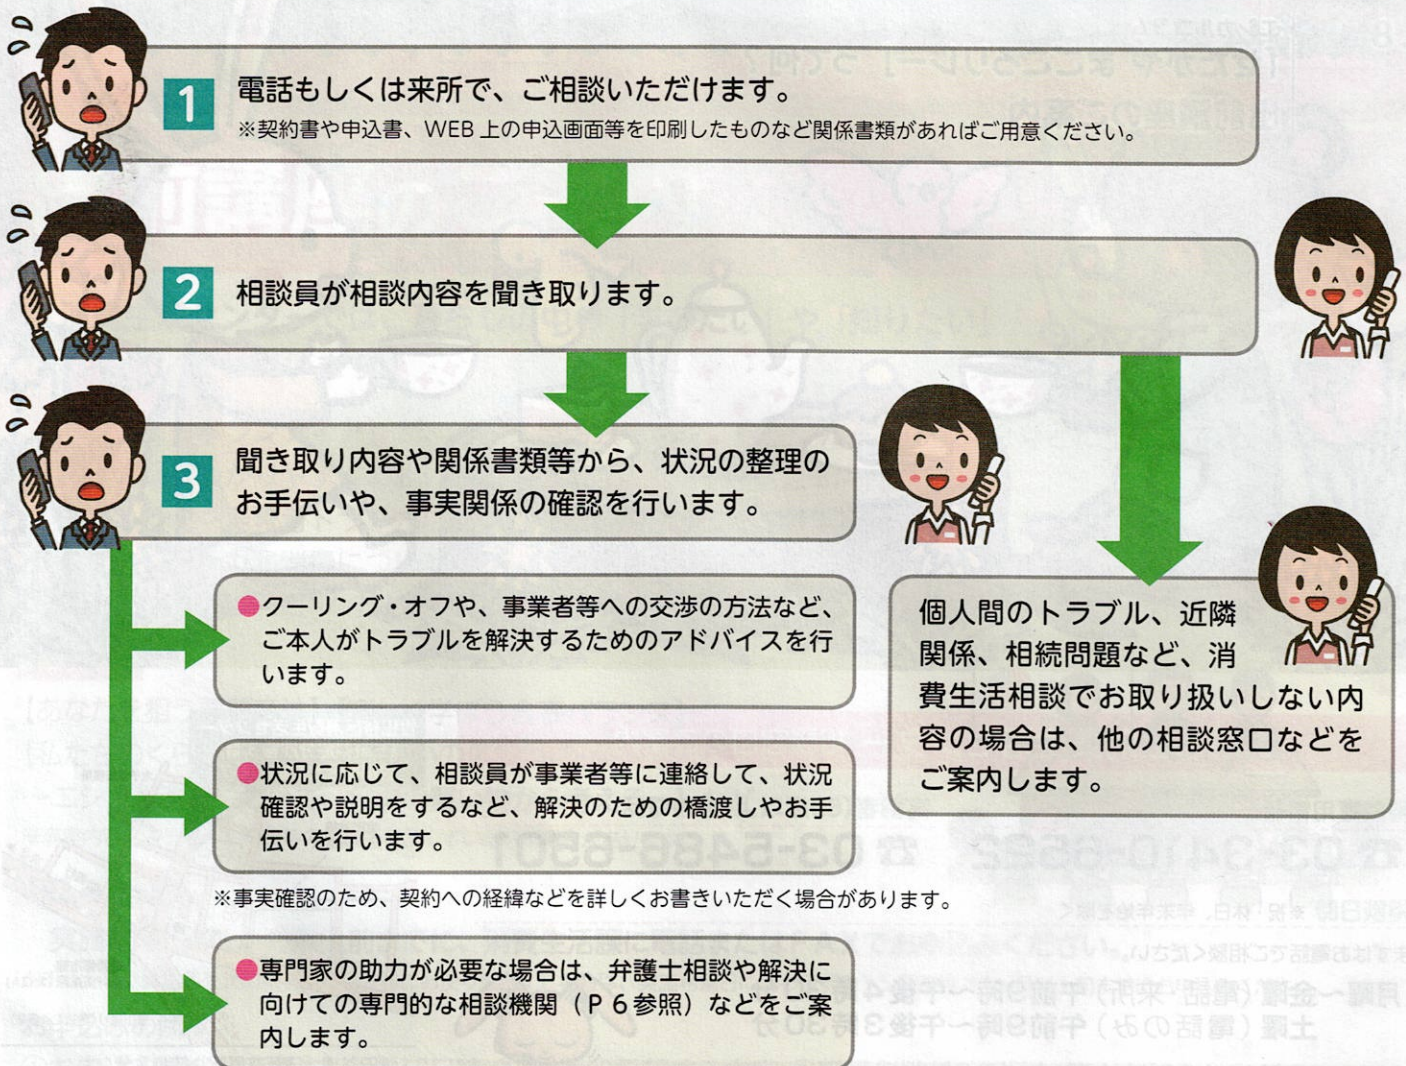 1
電話もしくは来所で、ご相談いただけます。
※契約書や申込書、WEB 上の申込画面等を印刷したものなど関係書類があればご用意ください。
2
相談員が相談内容を聞き取ります。
3
聞き取り内容や関係書類等から、状況の整理の
お手伝いや、事実関係の確認を行います。
●クーリング・オフや、事業者等への交渉の方法など、
ご本人がトラブルを解決するためのアドバイスを行
います。
●状況に応じて、相談員が事業者等に連絡して、状況
確認や説明をするなど、解決のための橋渡しやお手
伝いを行います。
※事実確認のため、契約への経緯などを詳しくお書きいただく場合があります。
●専門家の助力が必要な場合は、弁護士相談や解決に
向けての専門的な相談機関（P６参照）などをご案
内します。
個人間のトラブル、近隣
関係、相続問題など、消
費生活相談でお取り扱いしない内
容の場合は、他の相談窓口などを
ご案内します。